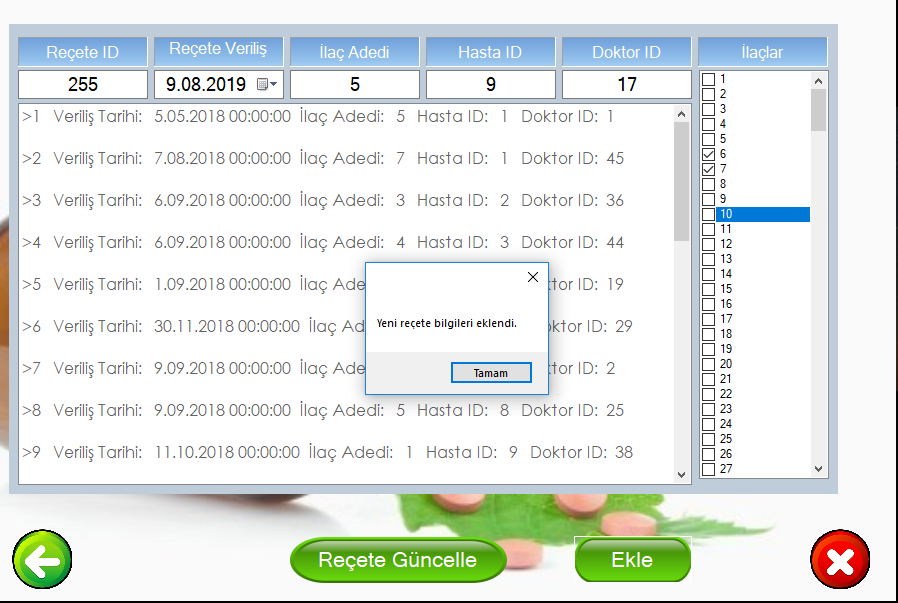 Reçete ID Reçete Veriliş İlaç Adedi Hasta ID Doktor ID İlaçlar
255 9.08.2019 5 9 17
>1 Veriliş Tarihi: 5.05.2018 00:00:00 İlaç Adedi: 5 Hasta ID: 1 Doktor ID: 1
>2 Veriliş Tarihi: 7.08.2018 00:00:00 İlaç Adedi: 7 Hasta ID: 1 Doktor ID: 45
>3 Veriliş Tarihi: 6.09.2018 00:00:00 İlaç Adedi: 3 Hasta ID: 2 Doktor ID: 36
>4 Veriliş Tarihi: 6.09.2018 00:00:00 İlaç Adedi: 4 Hasta ID: 3 Doktor ID: 44
>5 Veriliş Tarihi: 1.09.2018 00:00:00 İlaç Ade ktor ID: 19
>6 Veriliş Tarihi: 30.11.2018 00:00:00 İlaç Ad oktor ID: 29
>7 Veriliş Tarihi: 9.09.2018 00:00:00 İlaç Ade ktor ID: 2
>8 Veriliş Tarihi: 9.09.2018 00:00:00 İlaç Adedi: 5 Hasta ID: 8 Doktor ID: 25
>9 Veriliş Tarihi: 11.10.2018 00:00:00 İlaç Adedi: 1 Hasta ID: 9 Doktor ID: 38
Yeni reçete bilgileri eklendi.
Tamam
1
2
3
4
5
6
7
8
9
10
11
12
13
14
15
16
17
18
19
20
21
22
23
24
25
26
27
Reçete Güncelle Ekle